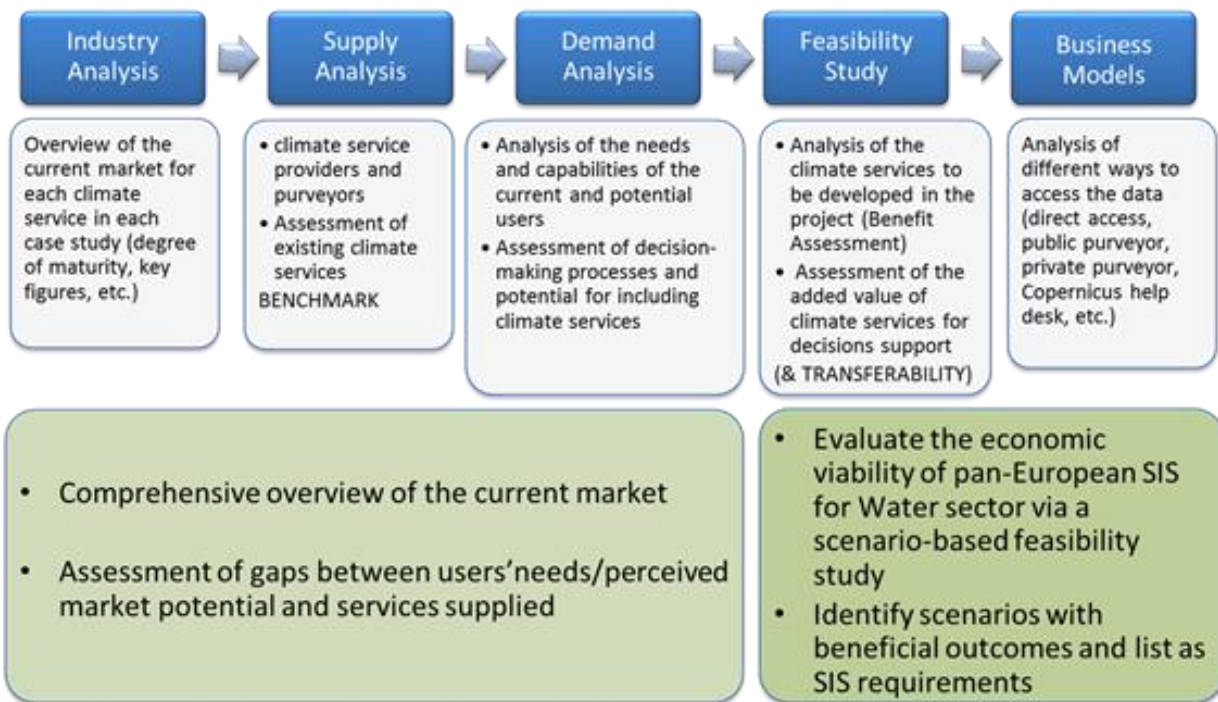 Industry
Analysis
Supply
Analysis
Demand
Analysis
Feasibility
Study
Business
Models
Overview of the
current market for
each climate
service in each
case study (degree
of maturity, key
figures, etc.)
• climate service
providers and
purveyors
• Assessment of
existing climate
services
BENCHMARK
• Analysis of the needs
and capabilities of the
current and potential
users
• Assessment of decision-
making processes and
potential for including
climate services
• Analysis of the
climate services to
be developed in the
project (Benefit
Assessment)
• Assessment of the
added value of
climate services for
decisions support
(& TRANSFERABILITY)
Analysis of
different ways to
access the data
(direct access,
public purveyor,
private purveyor,
Copernicus help
desk, etc.)
• Comprehensive overview of the current market
• Assessment of gaps between users'needs/perceived
market potential and services supplied
• Evaluate the economic
viability of pan-European SIS
for Water sector via a
scenario-based feasibility
study
• Identify scenarios with
beneficial outcomes and list as
SIS requirements